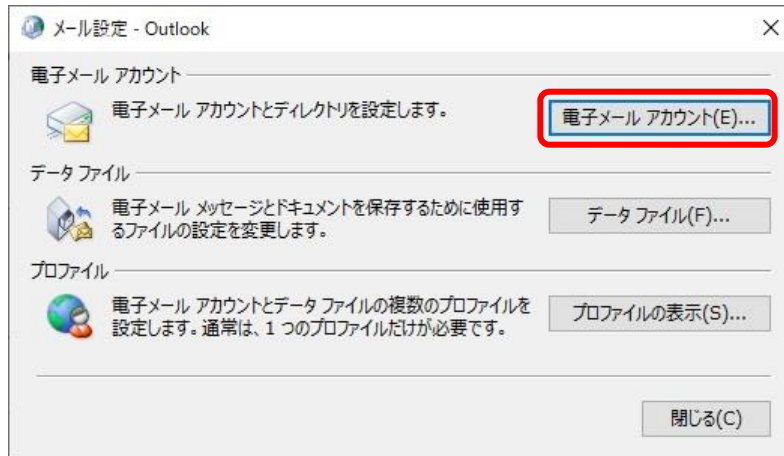 メール設定 - Outlook
電子メール アカウント
電子メール アカウントとディレクトリを設定します。
電子メール アカウント(E)...
データ ファイル
電子メール メッセージとドキュメントを保存するために使用す
るファイルの設定を変更します。
データ ファイル(F)...
プロファイル
電子メール アカウントとデータ ファイルの複数のプロファイルを
設定します。通常は、1 つのプロファイルだけが必要です。
プロファイルの表示(S)...
閉じる(C)